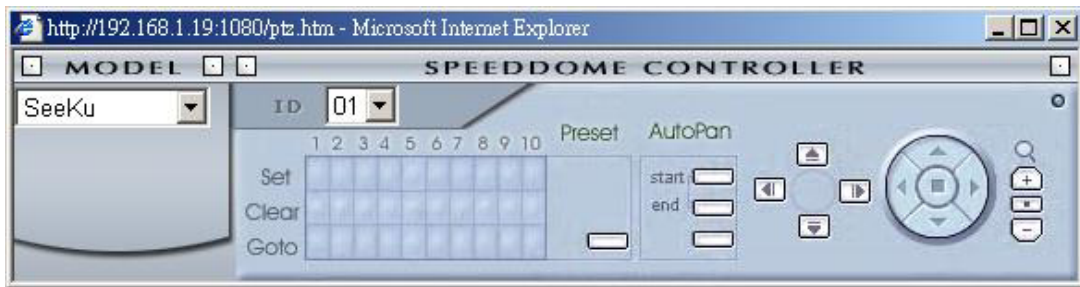 http://192.168.1.19:1080/ptz.htm - Microsoft Internet Explorer
MODEL SPEEDDOME CONTROLLER
SeeKu ID 01
1 2 3 4 5 6 7 8 9 10 Preset AutoPan
Set start
Clear end
Goto